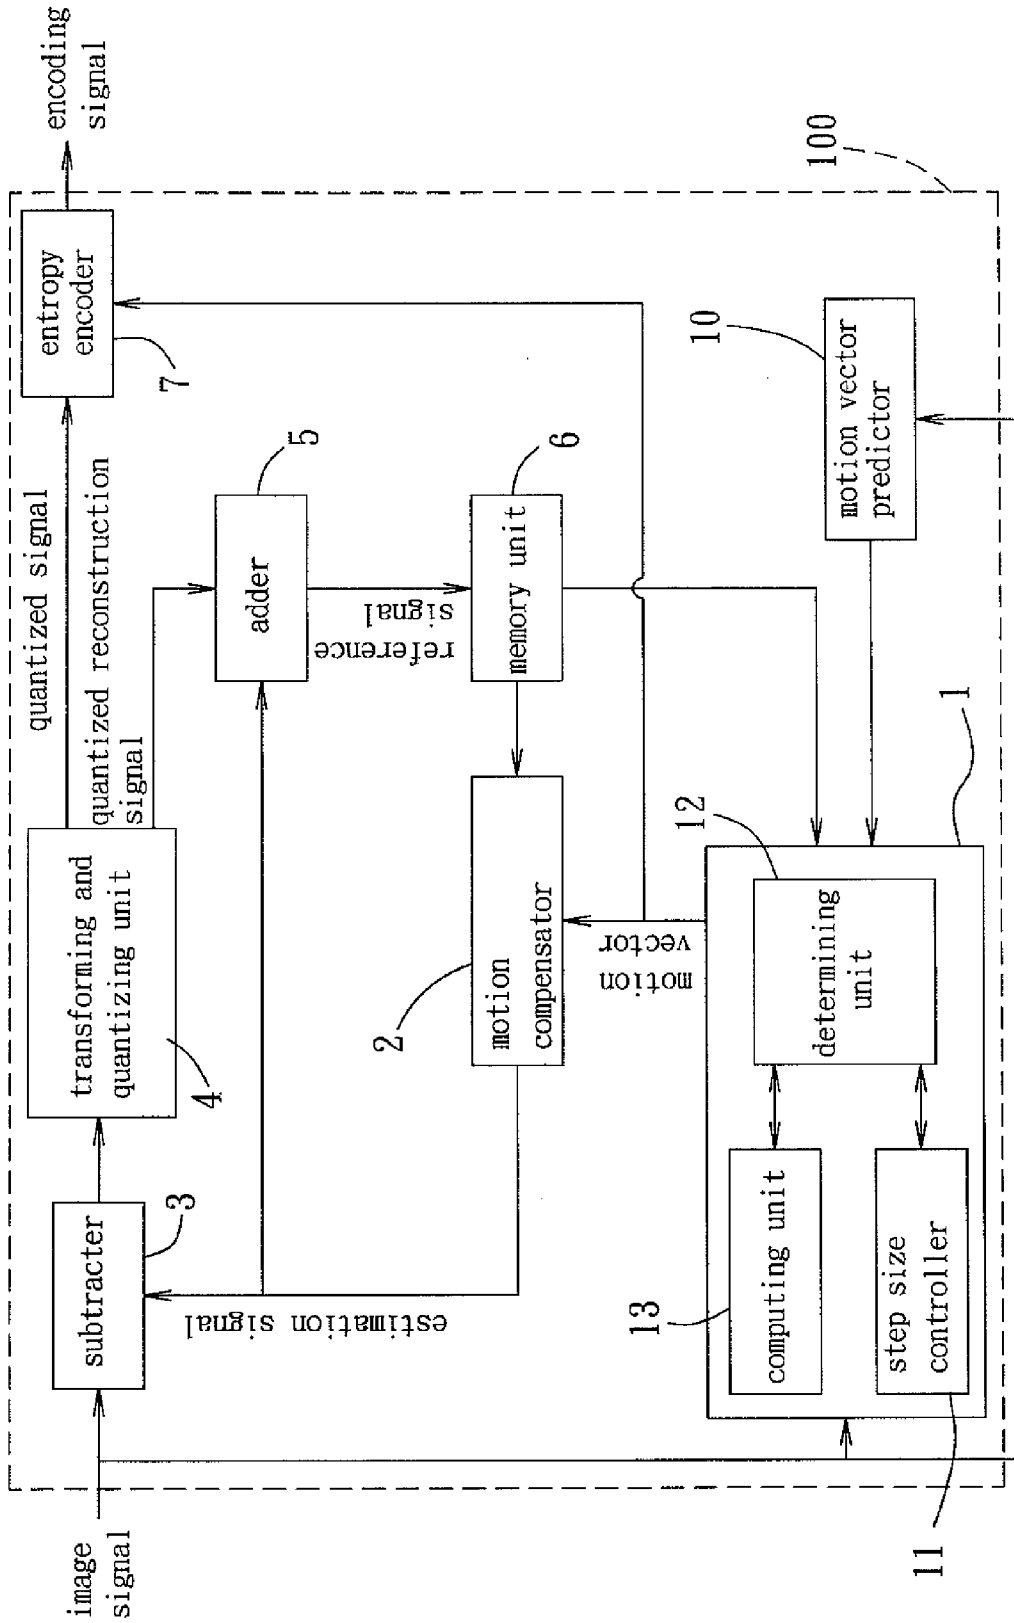 image
signal
subtracter
3
transforming and
quantizing unit
4
quantized signal
quantized reconstruction
signal
entropy
encoder
7
encoding
signal
estimation signal
adder
5
reference
signal
memory unit
6
motion
compensator
2
motion
vector
motion vector
predictor
10
100
1
determining
unit
12
computing unit
13
step size
controller
11